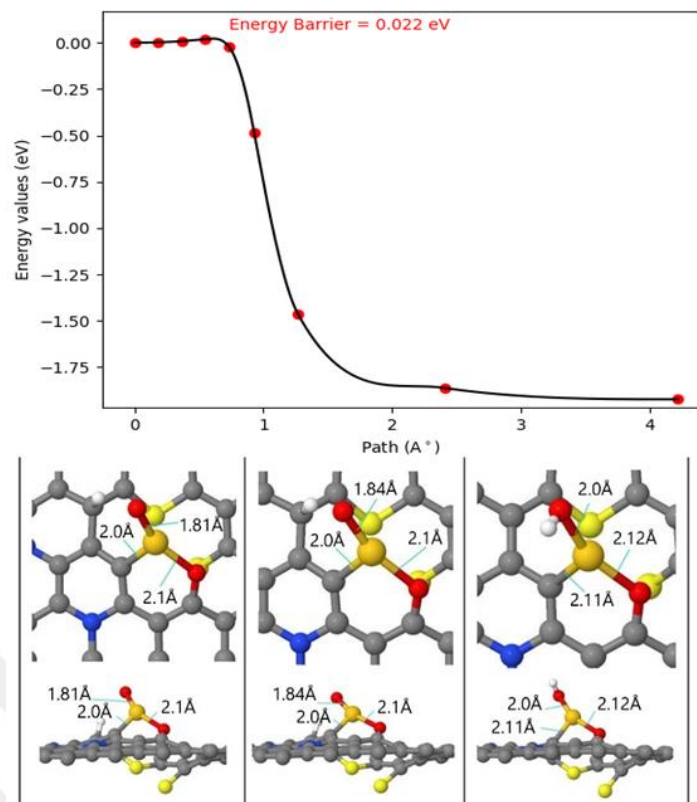 Energy Barrier = 0.022 eV
0.00
−0.25
−0.50
−0.75
−1.00
−1.25
−1.50
−1.75
Energy values (eV)
0 1 2 3 4
Path (A°)
1.81Å
2.0Å
2.1Å
1.84Å
2.0Å
2.1Å
2.0Å
2.12Å
2.11Å
1.81Å
2.0Å
2.1Å
1.84Å
2.0Å
2.1Å
2.0Å
2.12Å
2.11Å